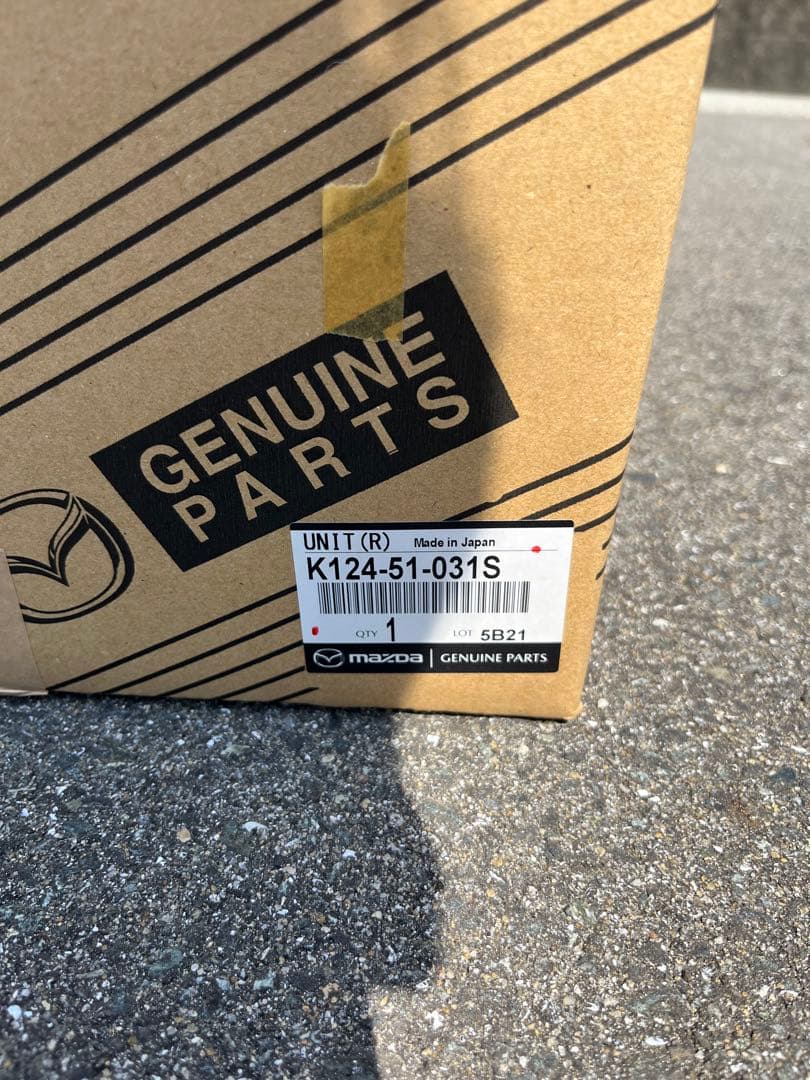 GENUINE
PARTS
UNIT(R) Made in Japan
K124-51-031S
QTY 1 LOT 5B21
mazda | GENUINE PARTS